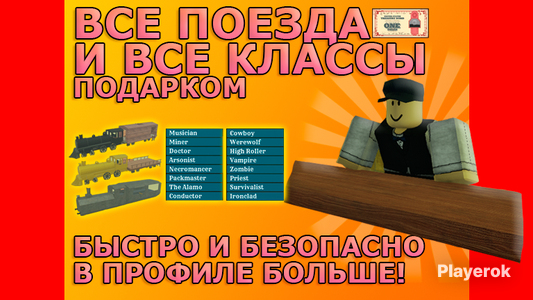 ВСЕ ПОЕЗДА
ONE
И ВСЕ КЛАССЫ
ПОДАРКОМ
Musician Cowboy
Miner Werewolf
Doctor High Roller
Arsonist Vampire
Necromancer Zombie
Packmaster Priest
The Alamo Survivalist
Conductor Ironclad
БЫСТРО И БЕЗОПАСНО
В ПРОФИЛЕ БОЛЬШЕ!
Playerok